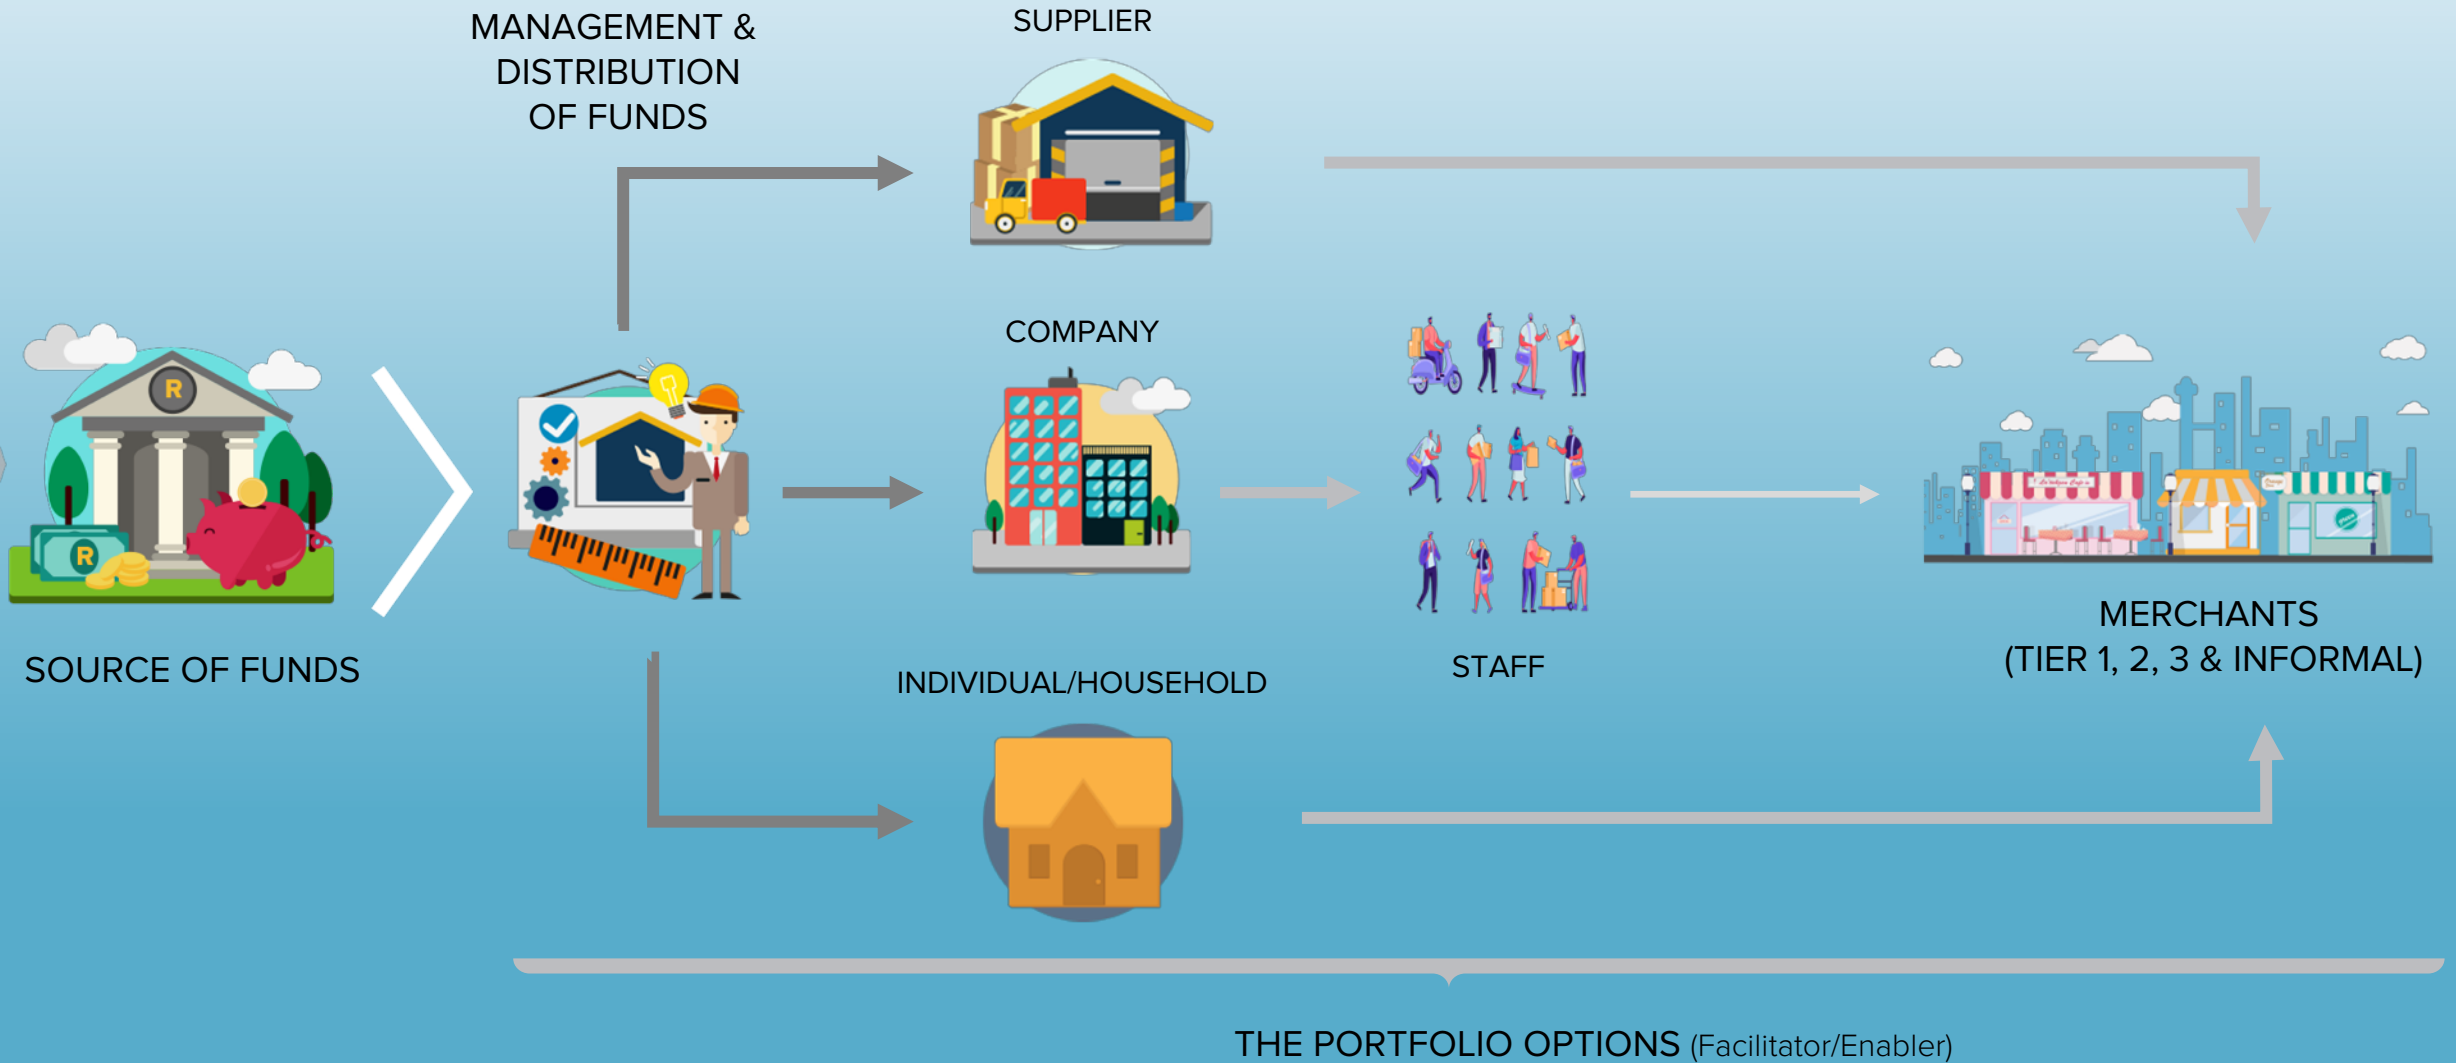 MANAGEMENT &
DISTRIBUTION
OF FUNDS
SUPPLIER
COMPANY
R
R
SOURCE OF FUNDS
INDIVIDUAL/HOUSEHOLD
STAFF
MERCHANTS
(TIER 1, 2, 3 & INFORMAL)
THE PORTFOLIO OPTIONS (Facilitator/Enabler)